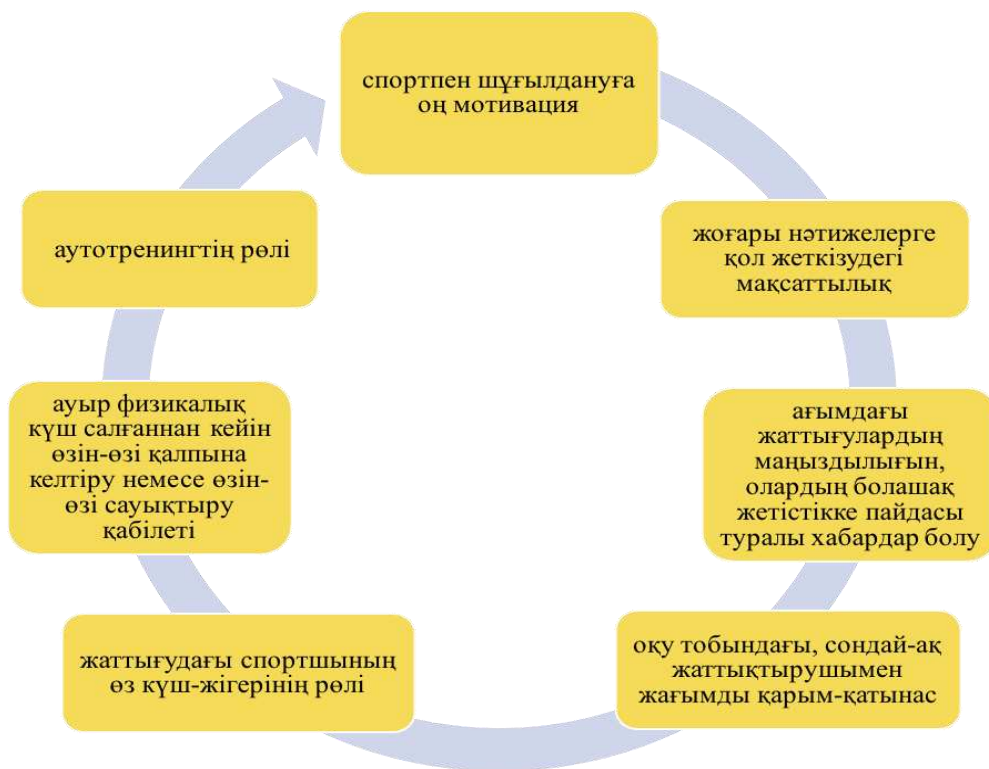 спортпен шұғылдануға
оң мотивация
жоғары нәтижелерге
қол жеткізудегі
мақсаттылық
ағымдағы
жаттығулардың
маңыздылығын,
олардың болашақ
жетістікке пайдасы
туралы хабардар болу
оқу тобындағы, сондай-ақ
жаттықтырушымен
жағымды қарым-қатынас
жаттығудағы спортшының
өз күш-жігерінің рөлі
ауыр физикалық
күш салғаннан кейін
өзін-өзі қалпына
келтіру немесе өзін-
өзі сауықтыру
қабілеті
аутотренингтің рөлі